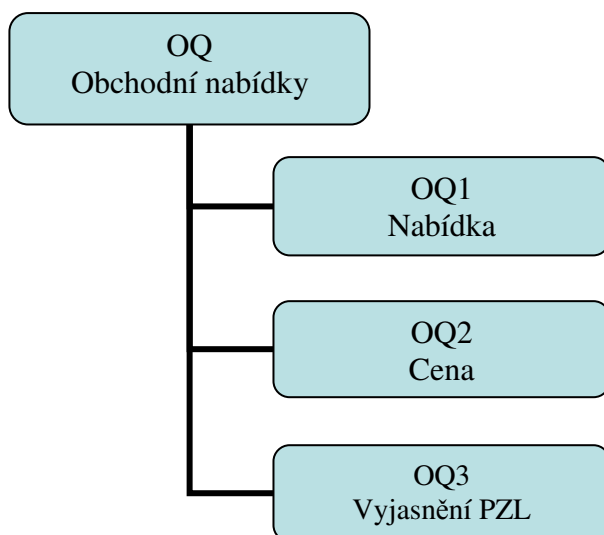 OQ
Obchodní nabídky
OQ1
Nabídka
OQ2
Cena
OQ3
Vyjasnění PZL